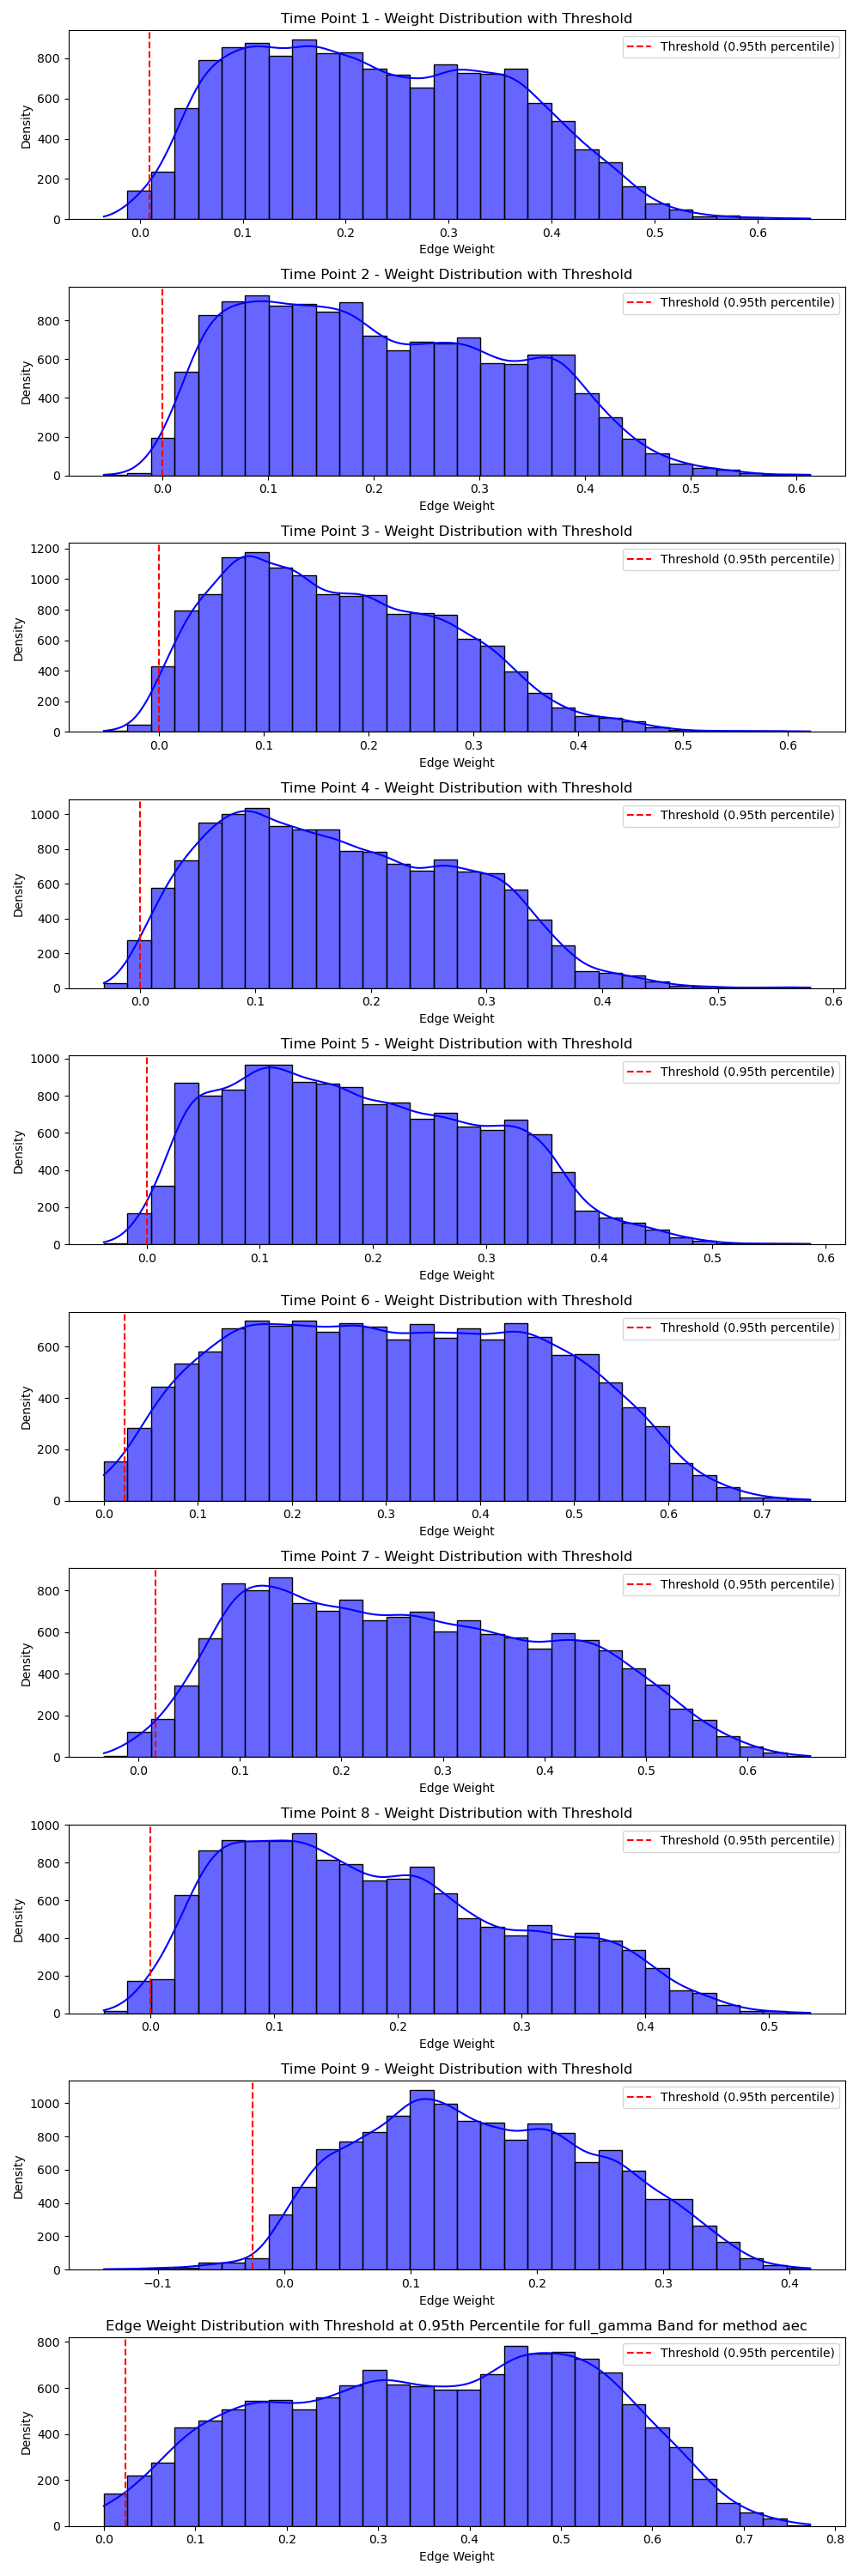 Time Point 1 - Weight Distribution with Threshold
Threshold (0.95th percentile)
Density
800
600
400
200
0
0.0 0.1 0.2 0.3 0.4 0.5 0.6
Edge Weight
Time Point 2 - Weight Distribution with Threshold
Threshold (0.95th percentile)
Density
800
600
400
200
0
0.0 0.1 0.2 0.3 0.4 0.5 0.6
Edge Weight
Time Point 3 - Weight Distribution with Threshold
Threshold (0.95th percentile)
Density
1200
1000
800
600
400
200
0
0.0 0.1 0.2 0.3 0.4 0.5 0.6
Edge Weight
Time Point 4 - Weight Distribution with Threshold
Threshold (0.95th percentile)
Density
1000
800
600
400
200
0
0.0 0.1 0.2 0.3 0.4 0.5 0.6
Edge Weight
Time Point 5 - Weight Distribution with Threshold
Threshold (0.95th percentile)
Density
1000
800
600
400
200
0
0.0 0.1 0.2 0.3 0.4 0.5 0.6
Edge Weight
Time Point 6 - Weight Distribution with Threshold
Threshold (0.95th percentile)
Density
600
400
200
0
0.0 0.1 0.2 0.3 0.4 0.5 0.6 0.7
Edge Weight
Time Point 7 - Weight Distribution with Threshold
Threshold (0.95th percentile)
Density
800
600
400
200
0
0.0 0.1 0.2 0.3 0.4 0.5 0.6
Edge Weight
Time Point 8 - Weight Distribution with Threshold
Threshold (0.95th percentile)
Density
1000
800
600
400
200
0
0.0 0.1 0.2 0.3 0.4 0.5
Edge Weight
Time Point 9 - Weight Distribution with Threshold
Threshold (0.95th percentile)
Density
1000
800
600
400
200
0
−0.1 0.0 0.1 0.2 0.3 0.4
Edge Weight
Edge Weight Distribution with Threshold at 0.95th Percentile for full_gamma Band for method aec
Threshold (0.95th percentile)
Density
800
600
400
200
0
0.0 0.1 0.2 0.3 0.4 0.5 0.6 0.7 0.8
Edge Weight